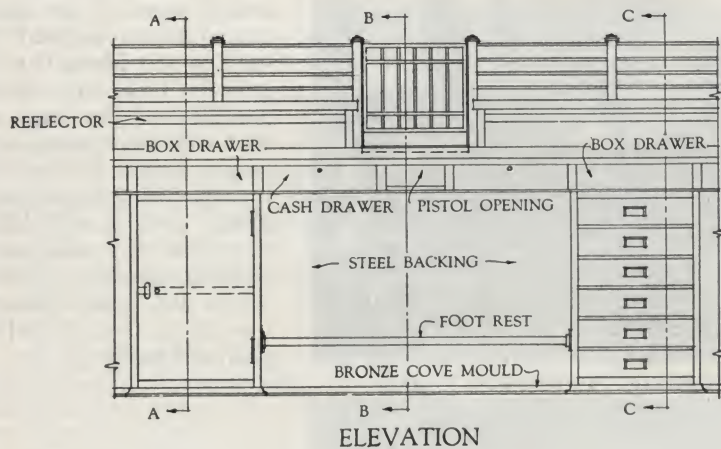 A B C
REFLECTOR
BOX DRAWER BOX DRAWER
CASH DRAWER PISTOL OPENING
STEEL BACKING
FOOT REST
BRONZE COVE MOULD
A B C
ELEVATION